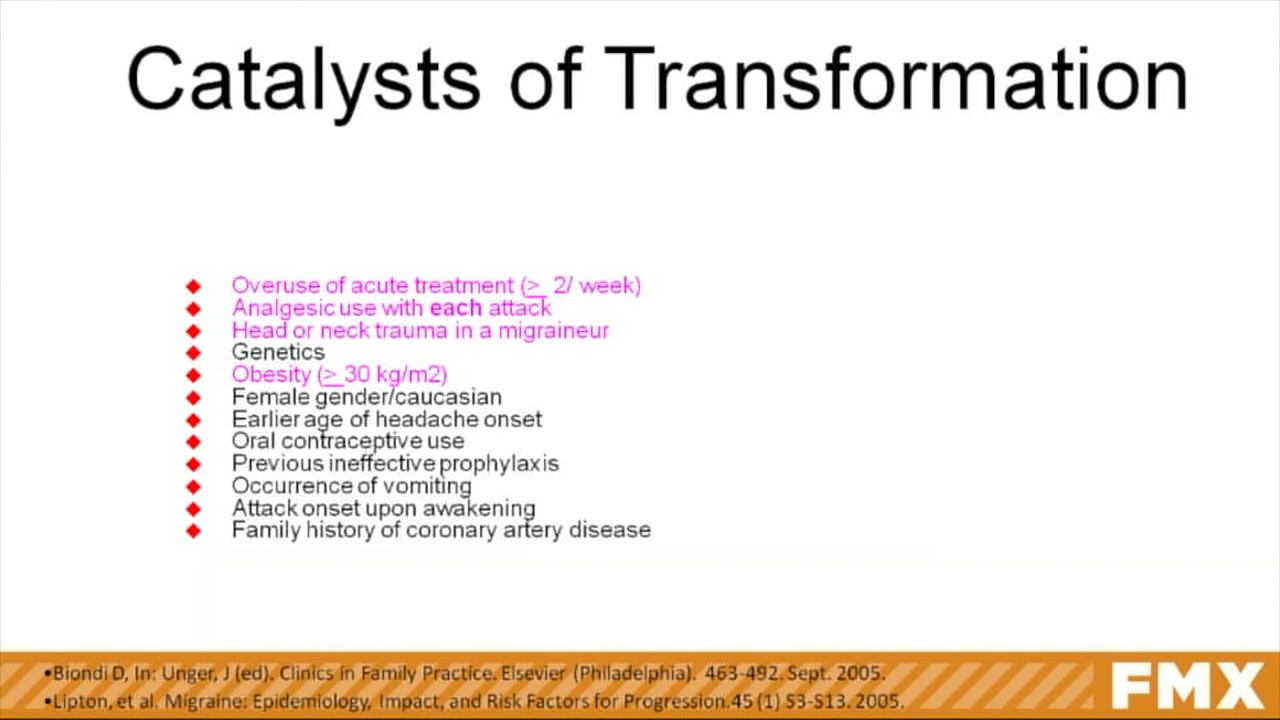 Catalysts of Transformation
Overuse of acute treatment (≥ 2/ week)
Analgesic use with each attack
Head or neck trauma in a migraineur
Genetics
Obesity (≥ 30 kg/m2)
Female gender/caucasian
Earlier age of headache onset
Oral contraceptive use
Previous ineffective prophylaxis
Occurrence of vomiting
Attack onset upon awakening
Family history of coronary artery disease
•Biondi D, In: Unger, J (ed). Clinics in Family Practice. Elsevier (Philadelphia). 463-492. Sept. 2005.
•Lipton, et al. Migraine: Epidemiology, Impact, and Risk Factors for Progression.45 (1) S3-S13. 2005.
FMX